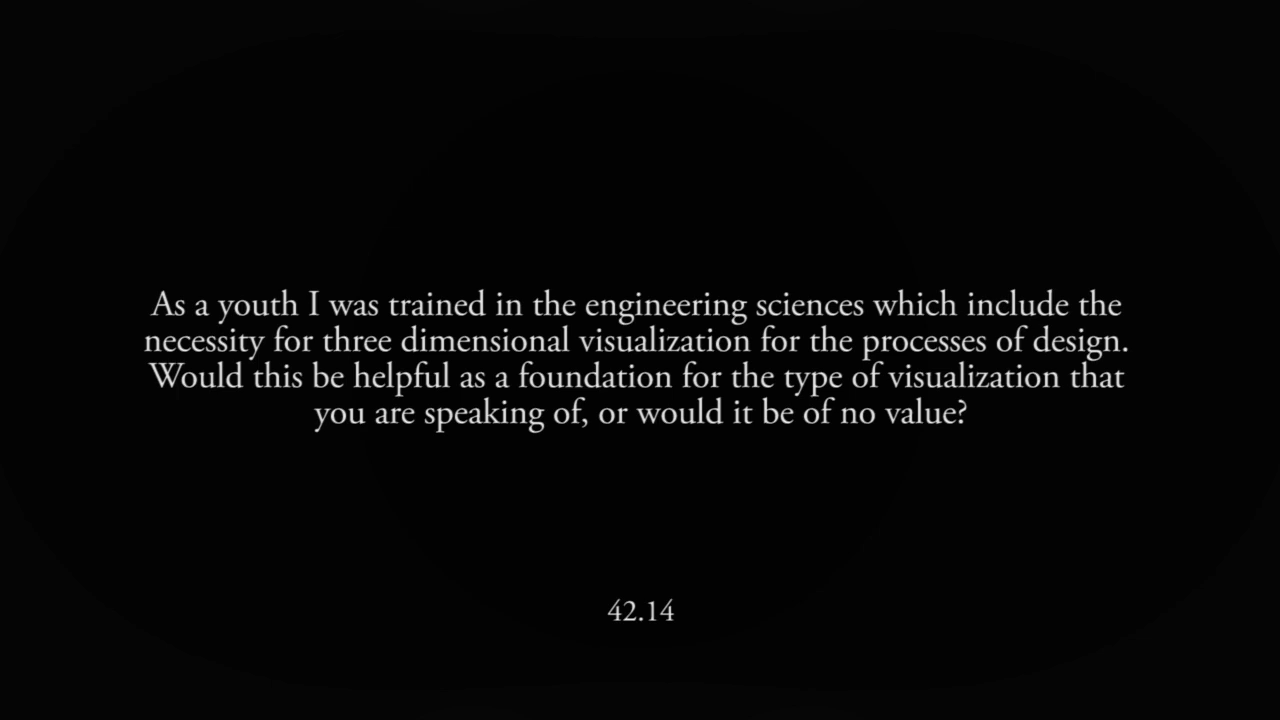 As a youth I was trained in the engineering sciences which include the
necessity for three dimensional visualization for the processes of design.
Would this be helpful as a foundation for the type of visualization that
you are speaking of, or would it be of no value?
42.14